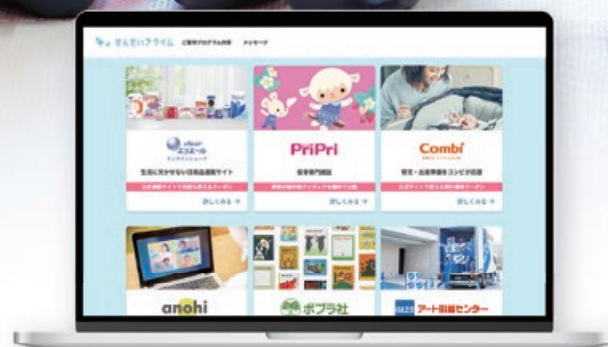 せんせいプライム ご優待プログラム内容 メッセージ
elleair
エリエール
オンラインショップ
生活に欠かせない日用品通販サイト
詳しくみる →
PriPri
保育専門雑誌
詳しくみる →
Combi
育児・出産準備をコンビが応援
詳しくみる →
anohi
ポプラ社
アート引越センター